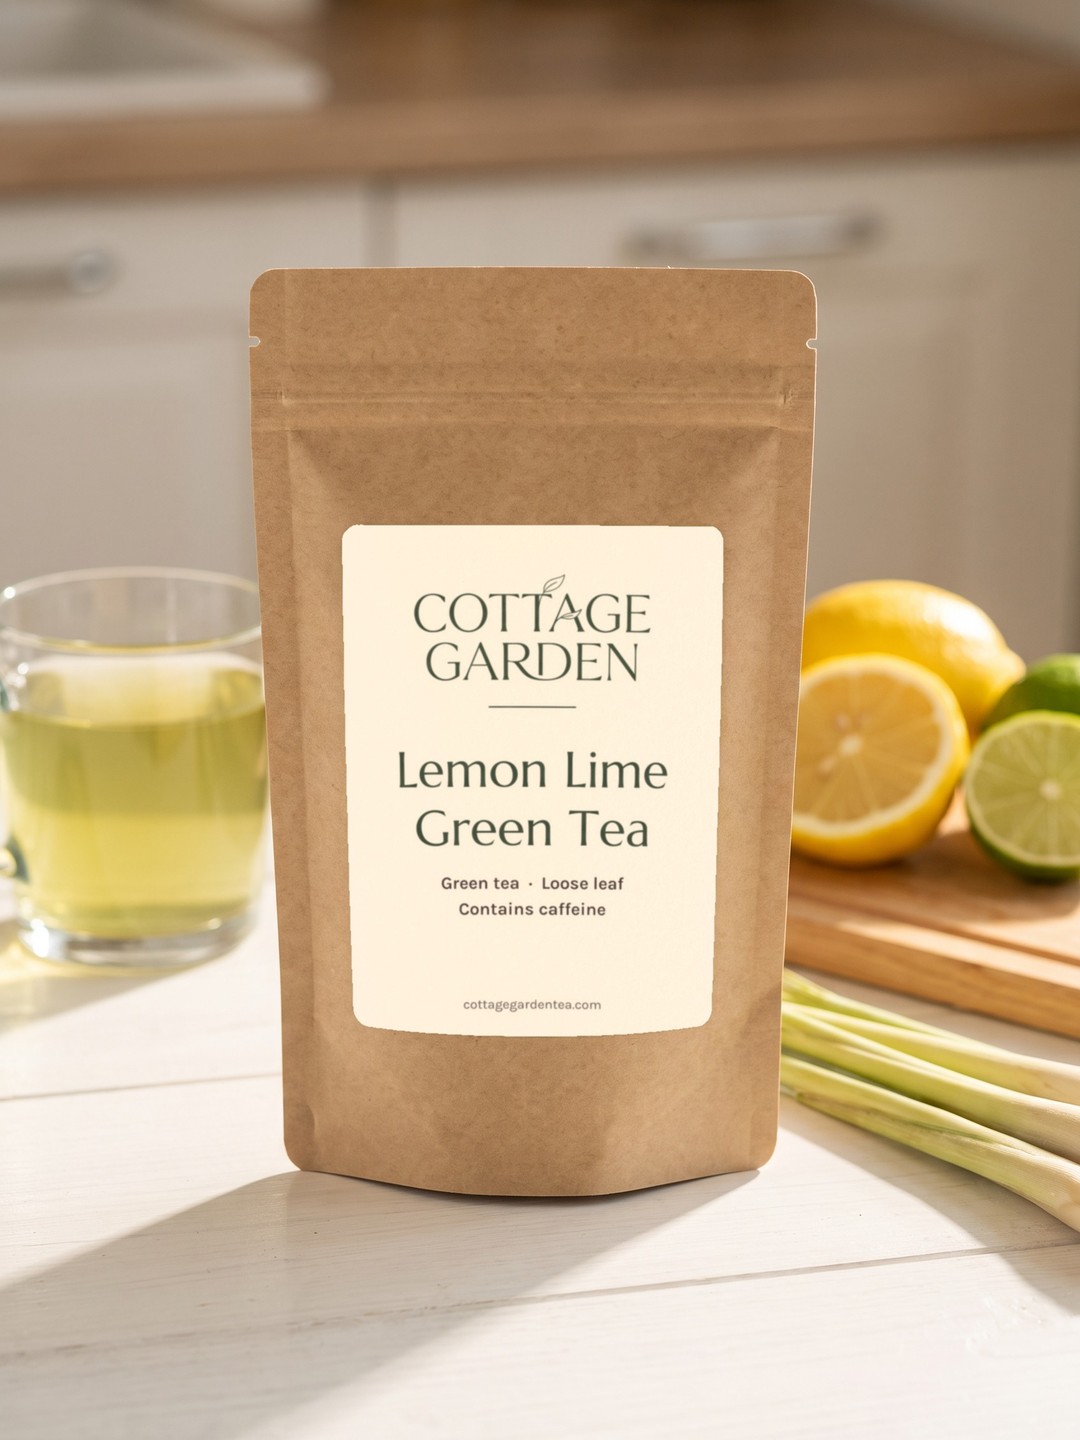 COTTAGE
GARDEN
Lemon Lime
Green Tea
Green tea · Loose leaf
Contains caffeine
cottagegardentea.com